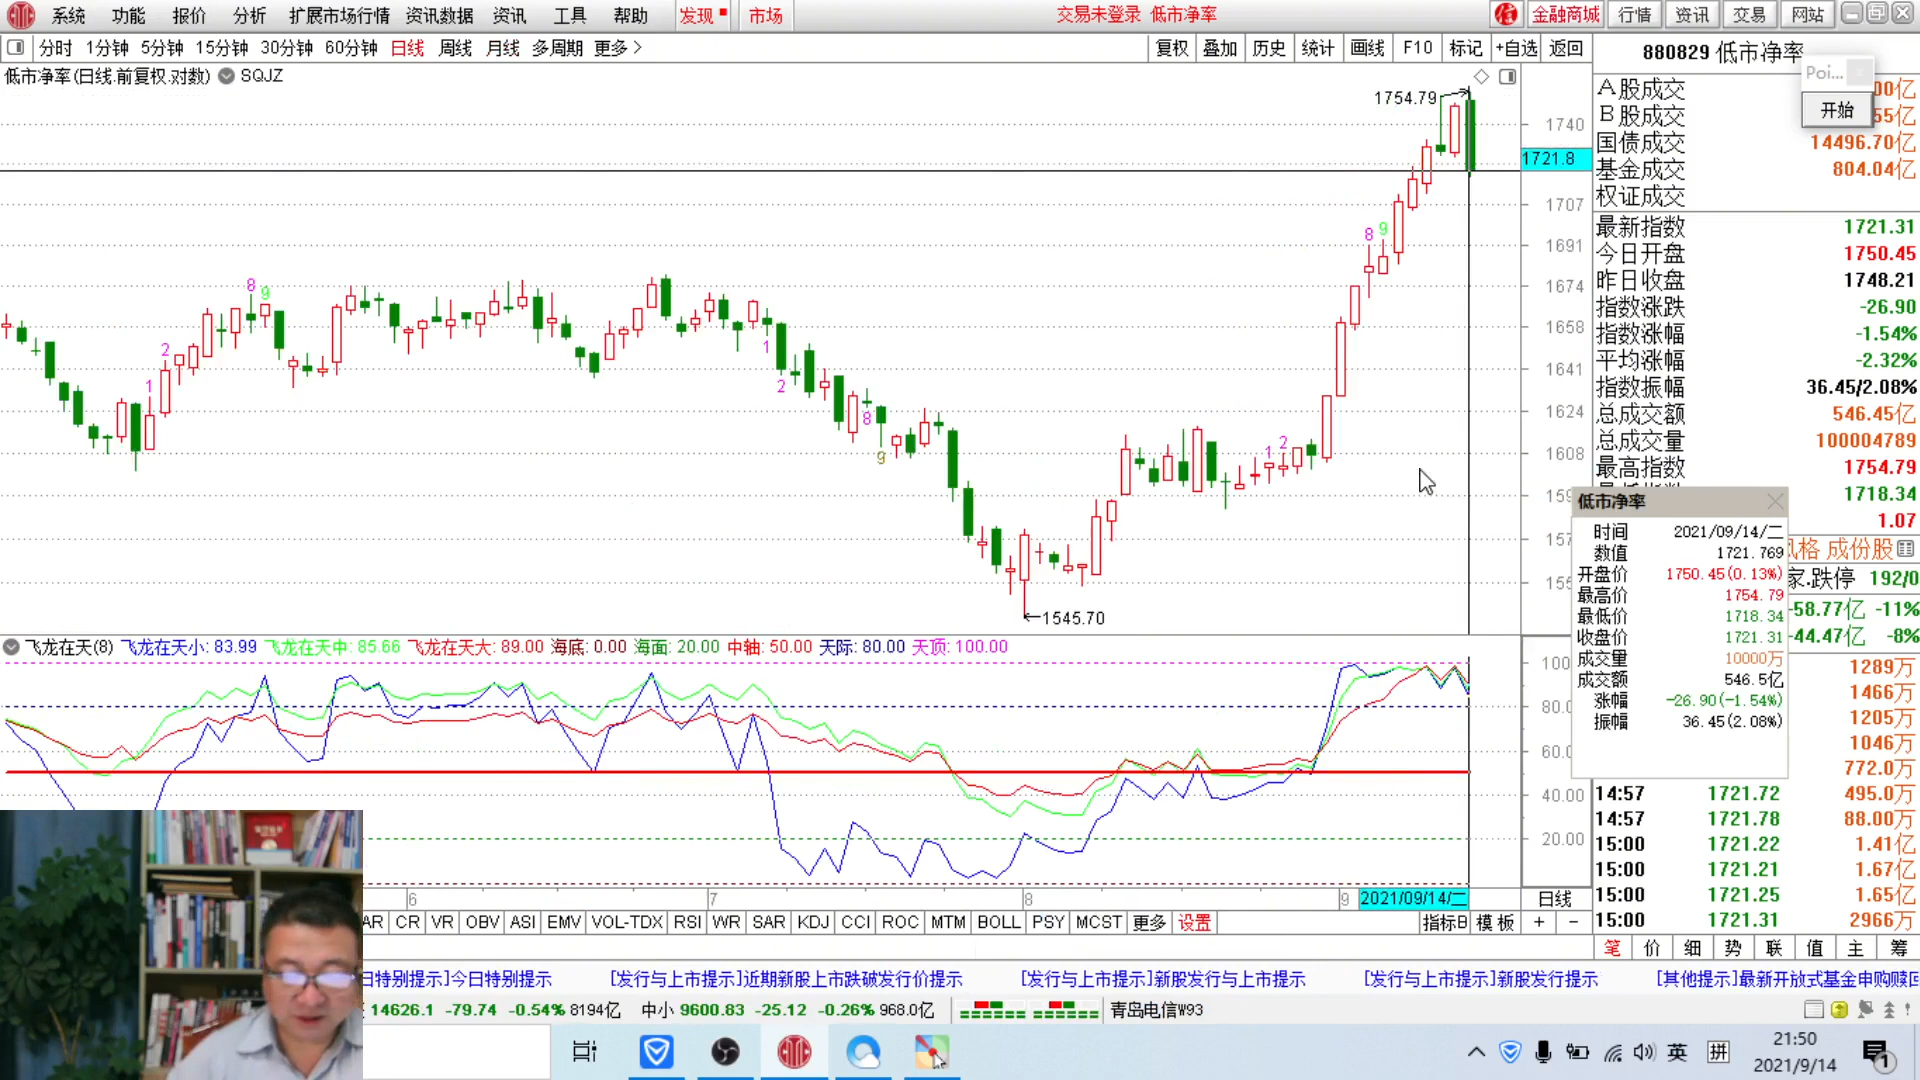 系统 功能 报价 分析 扩展市场行情 资讯数据 资讯 工具 帮助 发现 市场 交易未登录 低市净率 金融商城 行情 资讯 交易 网站
分时 1分钟 5分钟 15分钟 30分钟 60分钟 日线 周线 月线 多周期 更多 复权 叠加 历史 统计 画线 F10 标记 +自选 返回
880829 低市净率
低市净率(日线.前复权.对数) SQJZ
Poi...
开始
A股成交 00亿
B股成交 55亿
国债成交 14496.70亿
基金成交 804.04亿
权证成交
最新指数 1721.31
今日开盘 1750.45
昨日收盘 1748.21
指数涨跌 -26.90
指数涨幅 -1.54%
平均涨幅 -2.32%
指数振幅 36.45/2.08%
总成交额 546.45亿
总成交量 100004789
最高指数 1754.79
1718.34
1.07
风格 成份股
家.跌停 192/0
-58.77亿 -11%
-44.47亿 -8%
1289万
1466万
1205万
1046万
772.0万
14:57 1721.72 495.0万
14:57 1721.78 88.00万
15:00 1721.22 1.41亿
15:00 1721.21 1.67亿
15:00 1721.25 1.65亿
15:00 1721.31 2966万
笔 价 细 势 联 值 主 筹
1754.79
1740
1721.8
1707
1691
1674
1658
1641
1624
1608
1545.70
8 9
2
1
1
2
8
9
1 2
8 9
低市净率
时间 2021/09/14/二
数值 1721.769
开盘价 1750.45(0.13%)
最高价 1754.79
最低价 1718.34
收盘价 1721.31
成交量 10000万
成交额 546.5亿
涨幅 -26.90(-1.54%)
振幅 36.45(2.08%)
飞龙在天(8) 飞龙在天小: 83.99 飞龙在天中: 85.66 飞龙在天大: 89.00 海底: 0.00 海面: 20.00 中轴: 50.00 天际: 80.00 天顶: 100.00
40.00
20.00
6 7 8 9 2021/09/14/二 日线
AR CR VR OBV ASI EMV VOL-TDX RSI WR SAR KDJ CCI ROC MTM BOLL PSY MCST 更多 设置 指标B 模板 + -
日特别提示]今日特别提示 [发行与上市提示]近期新股上市跌破发行价提示 [发行与上市提示]新股发行与上市提示 [发行与上市提示]新股发行提示 [其他提示]最新开放式基金申购赎回
14626.1 -79.74 -0.54% 8194亿 中小 9600.83 -25.12 -0.26% 968.0亿 青岛电信W93
英 拼 21:50
2021/9/14
1